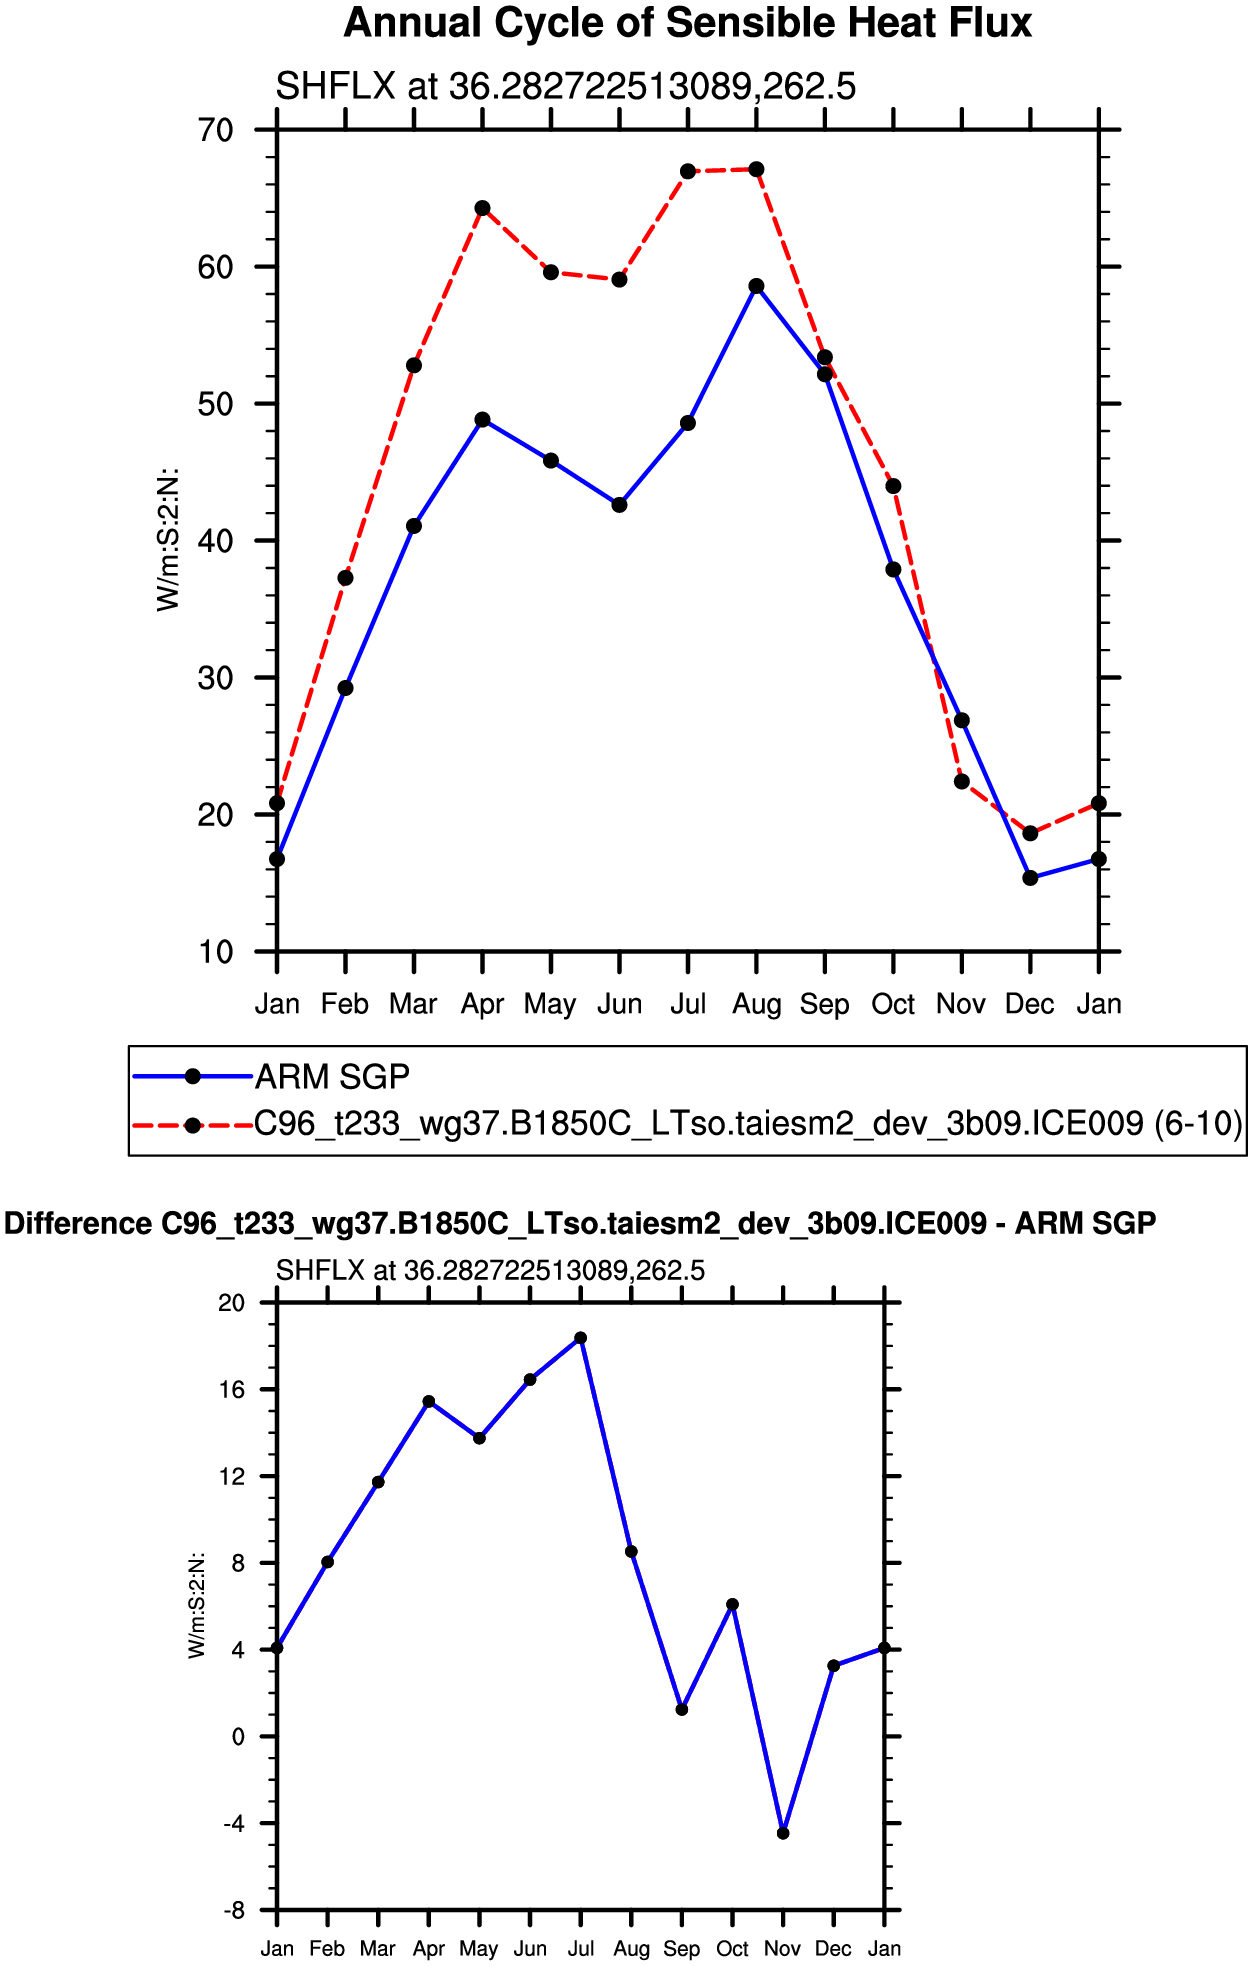 Annual Cycle of Sensible Heat Flux
SHFLX at 36.282722513089,262.5
70
60
50
40
30
20
10
W/m:S:2:N:
Jan Feb Mar Apr May Jun Jul Aug Sep Oct Nov Dec Jan
ARM SGP
C96_t233_wg37.B1850C_LTso.taiesm2_dev_3b09.ICE009 (6-10)
Difference C96_t233_wg37.B1850C_LTso.taiesm2_dev_3b09.ICE009 - ARM SGP
SHFLX at 36.282722513089,262.5
20
16
12
8
4
0
-4
-8
W/m:S:2:N:
Jan Feb Mar Apr May Jun Jul Aug Sep Oct Nov Dec Jan